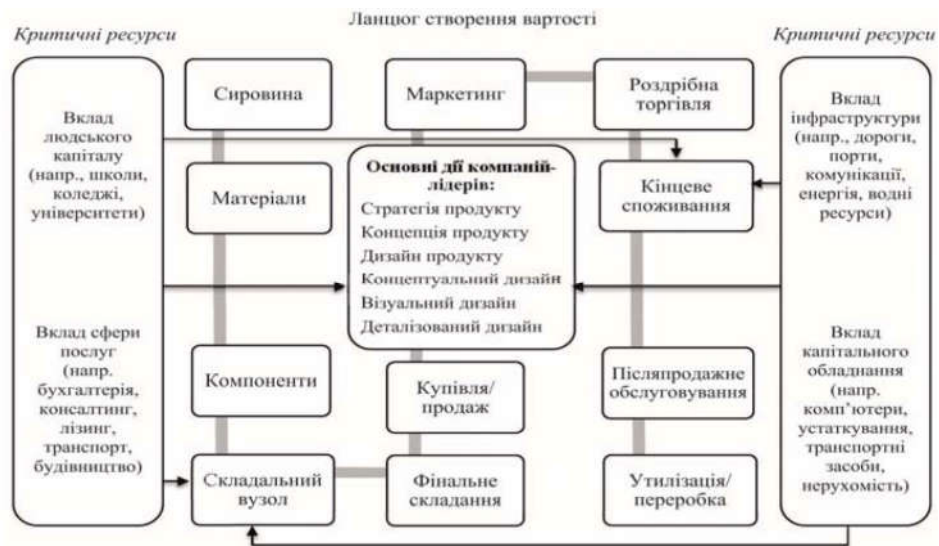 Ланцюг створення вартості
Критичні ресурси
Вклад
людського
капіталу
(напр., школи,
коледжі,
університети)
Вклад сфери
послуг
(напр.
бухгалтерія,
консалтинг,
лізинг,
транспорт,
будівництво)
Сировина
Матеріали
Компоненти
Складальний
вузол
Маркетинг
Основні дії компаній-
лідерів:
Стратегія продукту
Концепція продукту
Дизайн продукту
Концептуальний дизайн
Візуальний дизайн
Деталізований дизайн
Купівля/
продаж
Фінальне
складання
Роздрібна
торгівля
Кінцеве
споживання
Післяпродажне
обслуговування
Утилізація/
переробка
Критичні ресурси
Вклад
інфраструктури
(напр., дороги,
порти,
комунікації,
енергія, водні
ресурси)
Вклад
капітального
обладнання
(напр.
комп’ютери,
устаткування,
транспортні
засоби,
нерухомість)